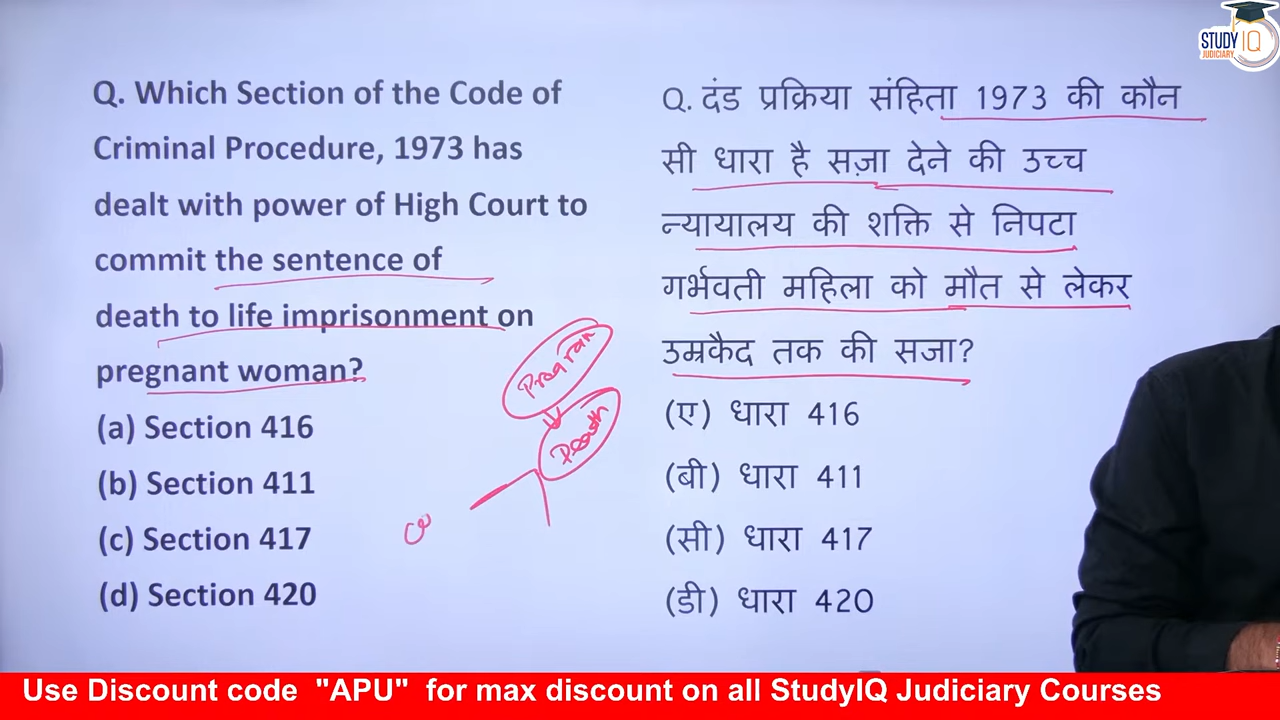 STUDY IQ
JUDICIARY
Q. Which Section of the Code of
Criminal Procedure, 1973 has
dealt with power of High Court to
commit the sentence of
death to life imprisonment on
pregnant woman?
(a) Section 416
(b) Section 411
(c) Section 417
(d) Section 420
Q. दंड प्रक्रिया संहिता 1973 की कौन
सी धारा है सज़ा देने की उच्च
न्यायालय की शक्ति से निपटा
गर्भवती महिला को मौत से लेकर
उम्रकैद तक की सजा?
(ए) धारा 416
(बी) धारा 411
(सी) धारा 417
(डी) धारा 420
Death
Use Discount code "APU" for max discount on all StudyIQ Judiciary Courses